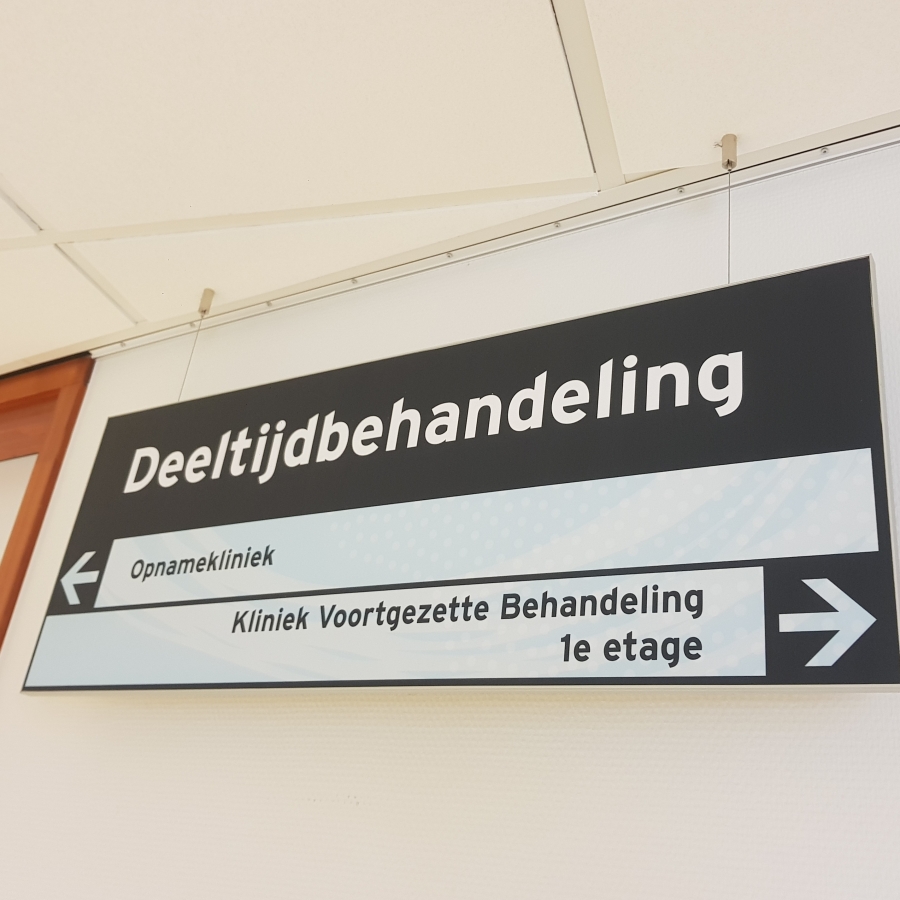 Deeltijdbehandeling
Opnamekliniek
Kliniek Voortgezette Behandeling
1e etage